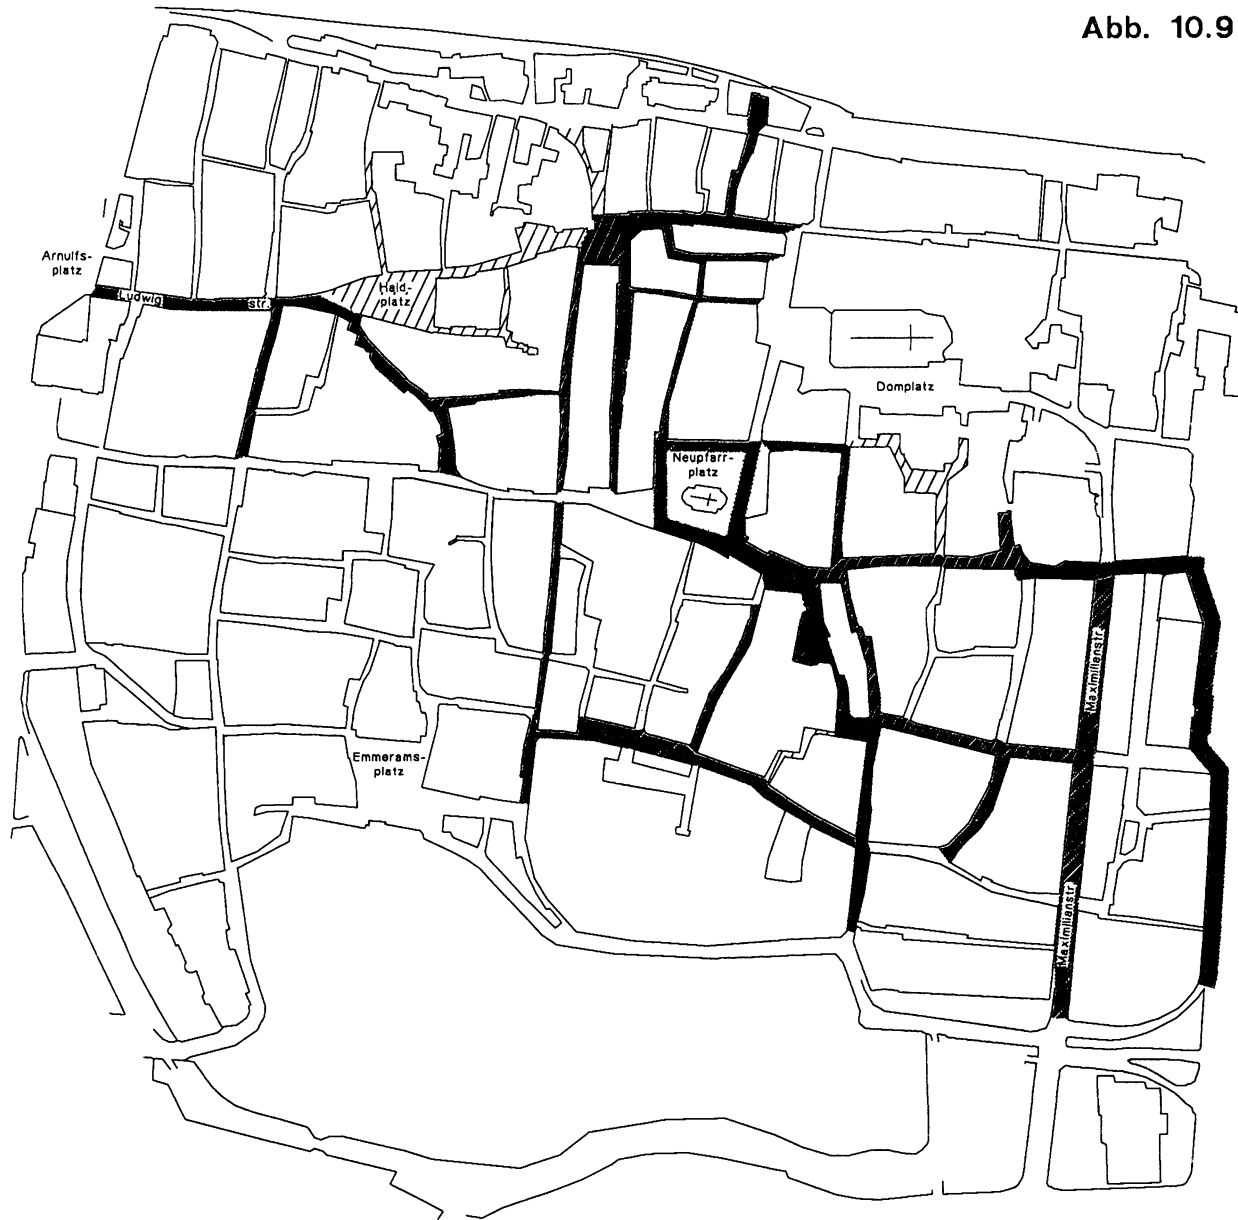 Abb. 10.9
Arnulfs-
platz
Ludwig
str.
Haid-
platz
Domplatz
Neupfarr-
platz
Maximilianstr.
Emmerams-
platz
Maximilianstr.